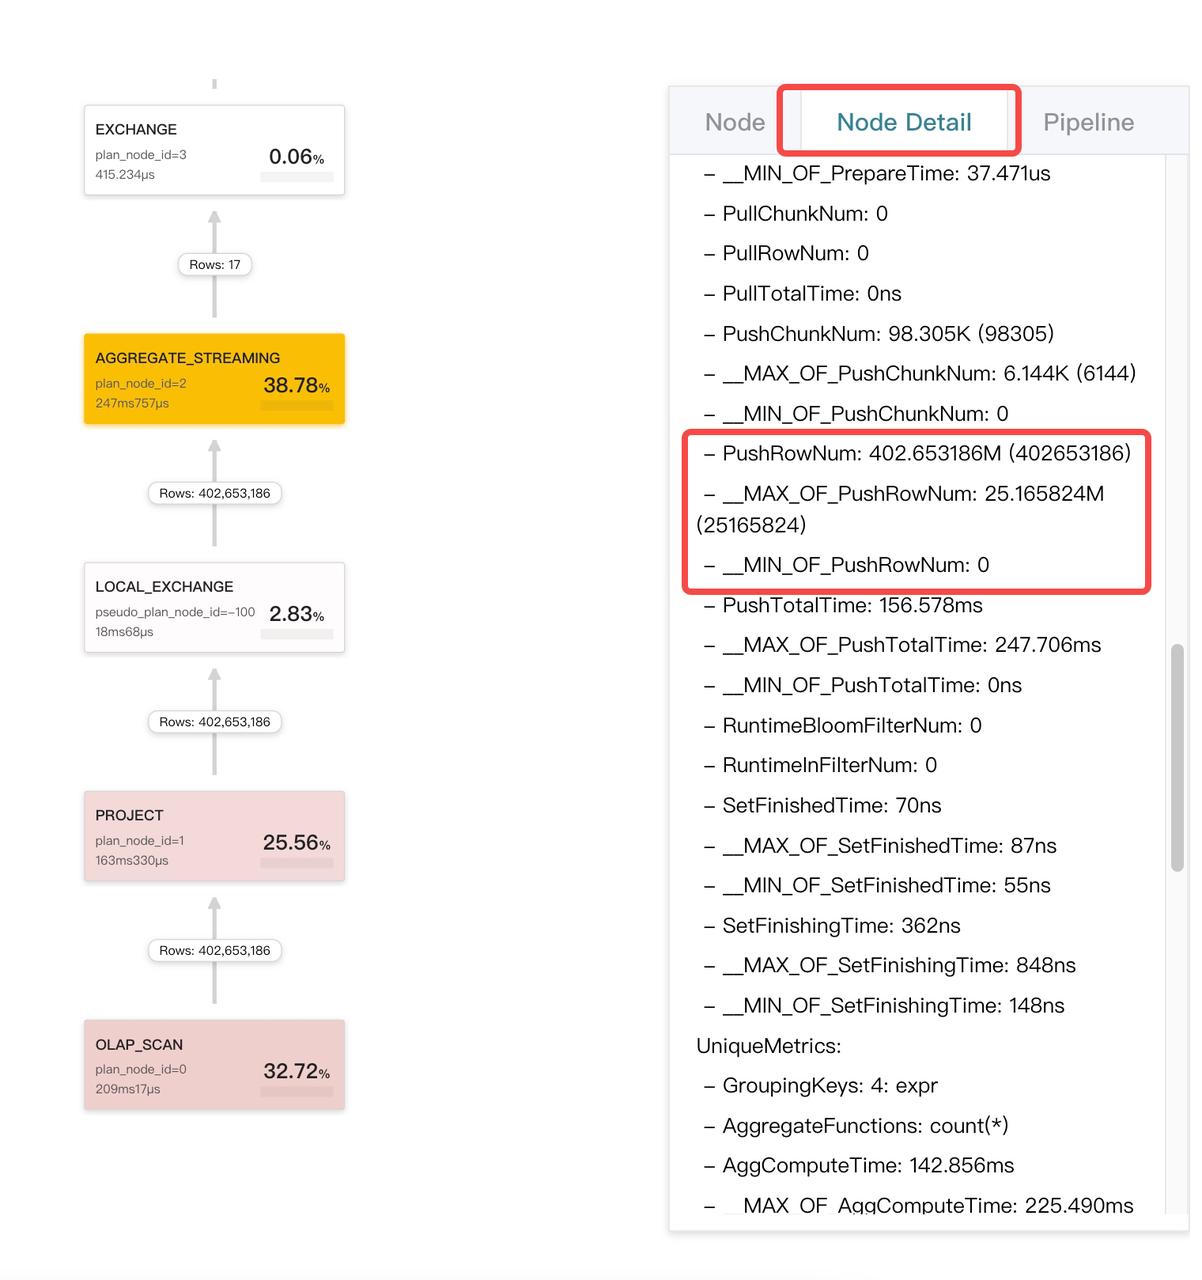 EXCHANGE
plan_node_id=3
415.234μs
0.06%
Rows: 17
AGGREGATE_STREAMING
plan_node_id=2
247ms757μs
38.78%
Rows: 402,653,186
LOCAL_EXCHANGE
pseudo_plan_node_id=-100
18ms68μs
2.83%
Rows: 402,653,186
PROJECT
plan_node_id=1
163ms330μs
25.56%
Rows: 402,653,186
OLAP_SCAN
plan_node_id=0
209ms17μs
32.72%
Node
Node Detail
Pipeline
– __MIN_OF_PrepareTime: 37.471us
– PullChunkNum: 0
– PullRowNum: 0
– PullTotalTime: 0ns
– PushChunkNum: 98.305K (98305)
– __MAX_OF_PushChunkNum: 6.144K (6144)
– __MIN_OF_PushChunkNum: 0
– PushRowNum: 402.653186M (402653186)
– __MAX_OF_PushRowNum: 25.165824M
(25165824)
– __MIN_OF_PushRowNum: 0
– PushTotalTime: 156.578ms
– __MAX_OF_PushTotalTime: 247.706ms
– __MIN_OF_PushTotalTime: 0ns
– RuntimeBloomFilterNum: 0
– RuntimeInFilterNum: 0
– SetFinishedTime: 70ns
– __MAX_OF_SetFinishedTime: 87ns
– __MIN_OF_SetFinishedTime: 55ns
– SetFinishingTime: 362ns
– __MAX_OF_SetFinishingTime: 848ns
– __MIN_OF_SetFinishingTime: 148ns
UniqueMetrics:
– GroupingKeys: 4: expr
– AggregateFunctions: count(*)
– AggComputeTime: 142.856ms
– __MAX_OF_AggComputeTime: 225.490ms